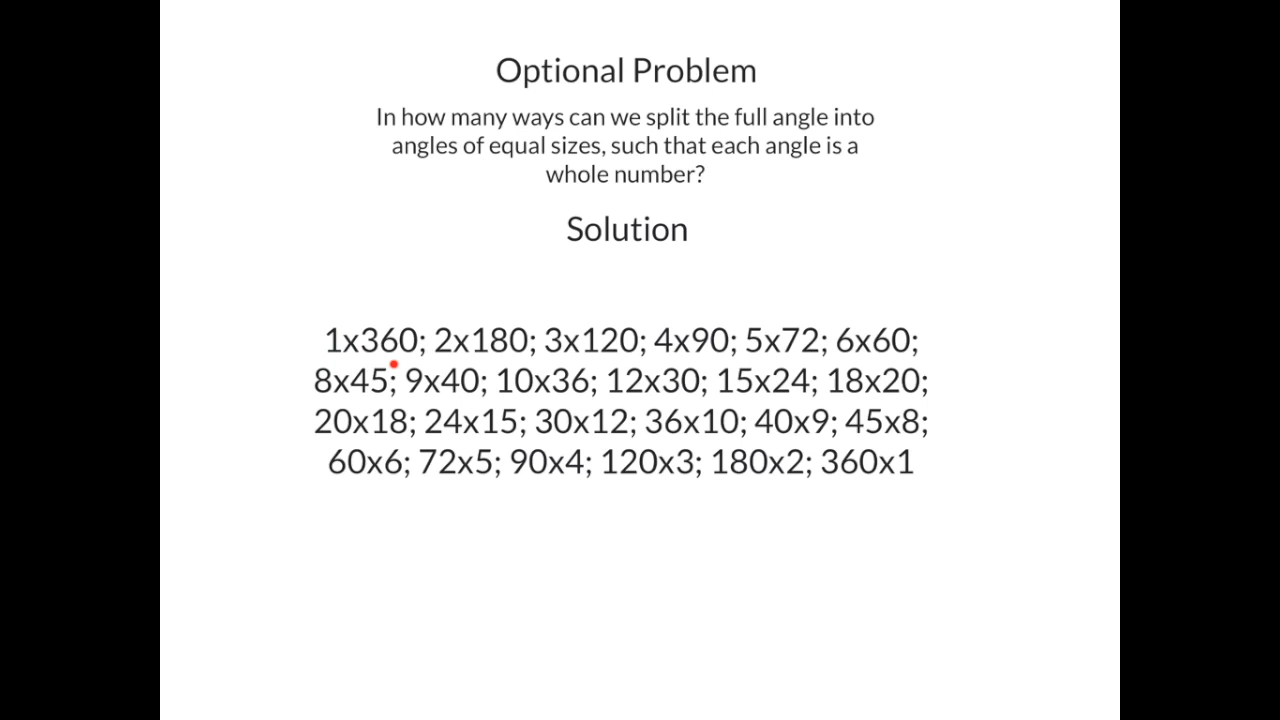 Optional Problem
In how many ways can we split the full angle into
angles of equal sizes, such that each angle is a
whole number?
Solution
1x360; 2x180; 3x120; 4x90; 5x72; 6x60;
8x45; 9x40; 10x36; 12x30; 15x24; 18x20;
20x18; 24x15; 30x12; 36x10; 40x9; 45x8;
60x6; 72x5; 90x4; 120x3; 180x2; 360x1